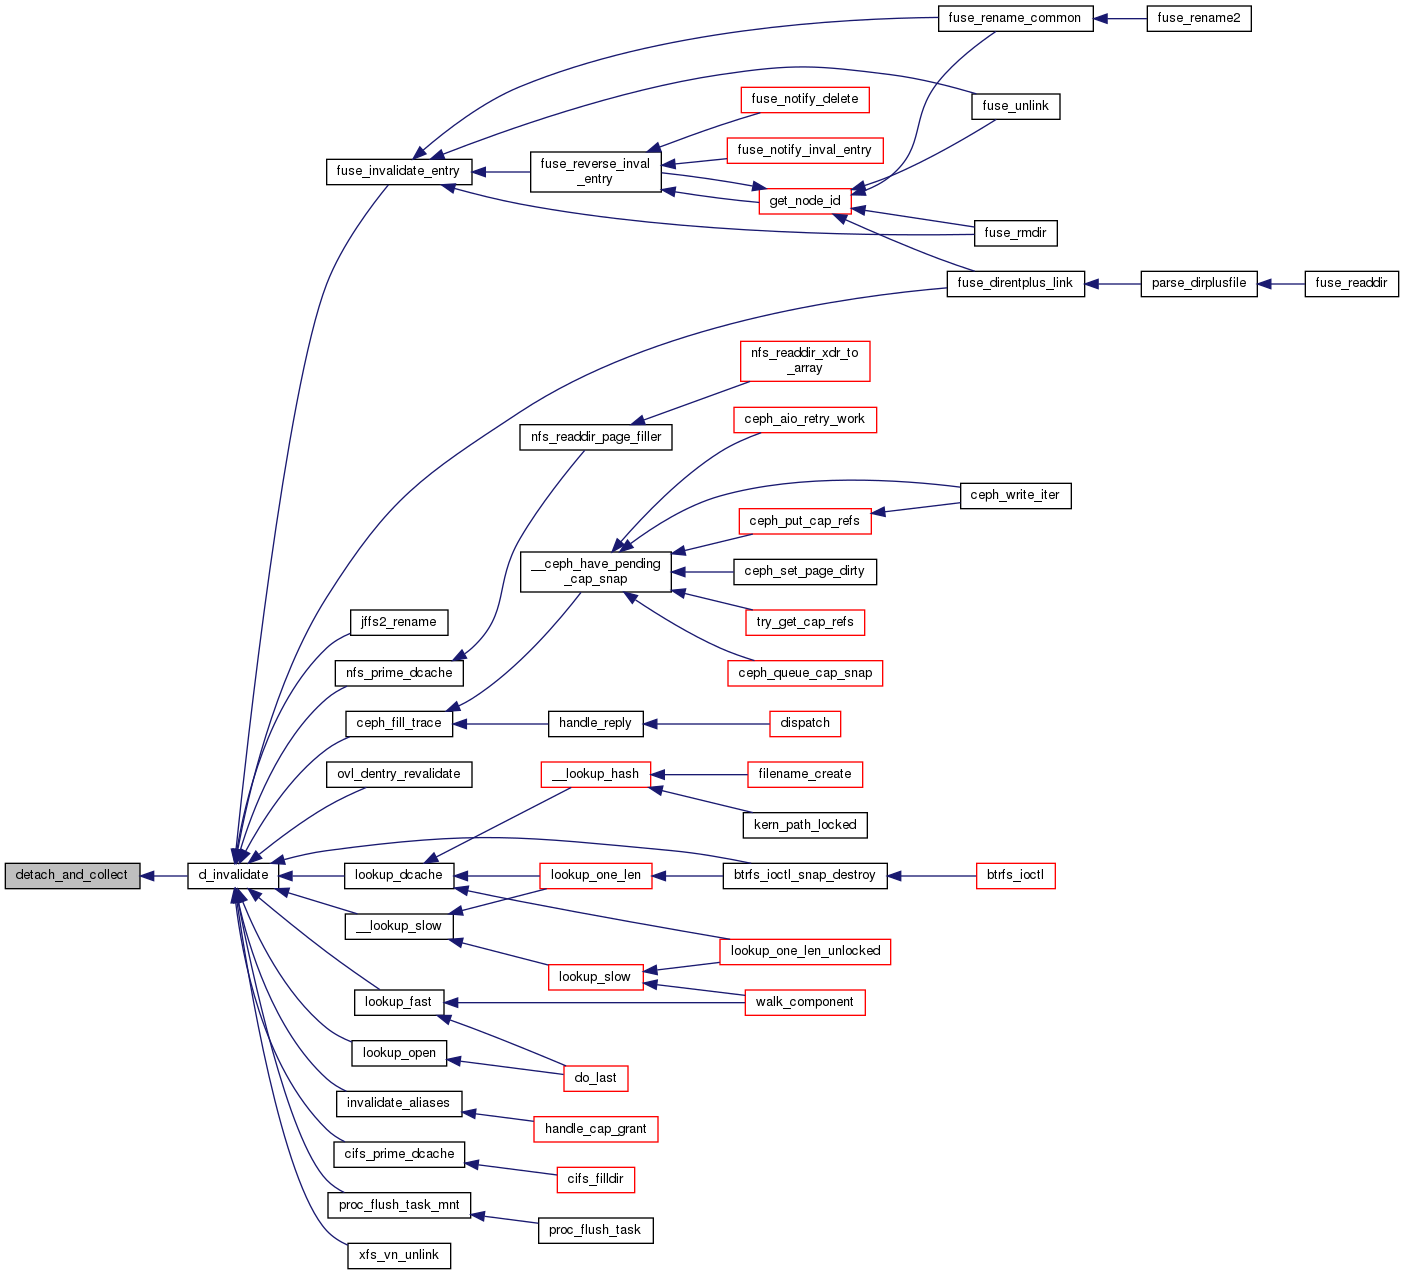 fuse_rename_common
fuse_rename2
fuse_notify_delete
fuse_unlink
fuse_notify_inval_entry
fuse_invalidate_entry
fuse_reverse_inval
_entry
get_node_id
fuse_rmdir
fuse_direntplus_link
parse_dirplusfile
fuse_readdir
nfs_readdir_xdr_to
_array
ceph_aio_retry_work
nfs_readdir_page_filler
ceph_write_iter
ceph_put_cap_refs
__ceph_have_pending
_cap_snap
ceph_set_page_dirty
jffs2_rename
try_get_cap_refs
nfs_prime_dcache
ceph_queue_cap_snap
ceph_fill_trace
handle_reply
dispatch
ovl_dentry_revalidate
__lookup_hash
filename_create
kern_path_locked
detach_and_collect
d_invalidate
lookup_dcache
lookup_one_len
btrfs_ioctl_snap_destroy
btrfs_ioctl
__lookup_slow
lookup_one_len_unlocked
lookup_slow
lookup_fast
walk_component
lookup_open
do_last
invalidate_aliases
handle_cap_grant
cifs_prime_dcache
cifs_filldir
proc_flush_task_mnt
proc_flush_task
xfs_vn_unlink